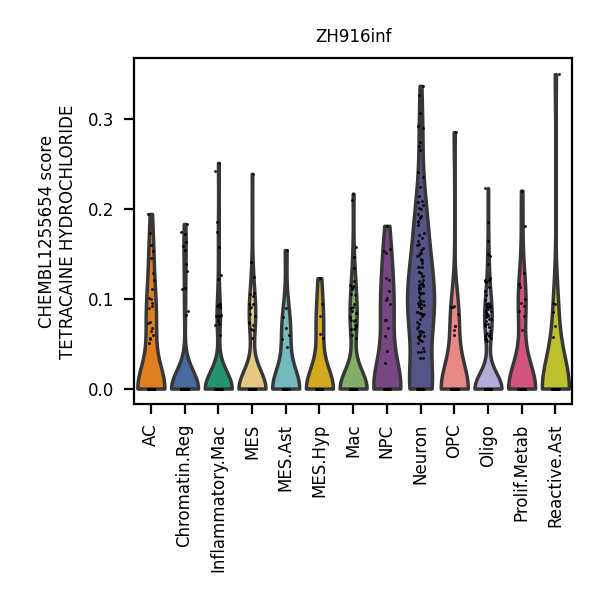 ZH916inf
CHEMBL1255654 score
TETRACAINE HYDROCHLORIDE
0.3
0.2
0.1
0.0
AC
Chromatin.Reg
Inflammatory.Mac
MES
MES.Ast
MES.Hyp
Mac
NPC
Neuron
OPC
Oligo
Prolif.Metab
Reactive.Ast